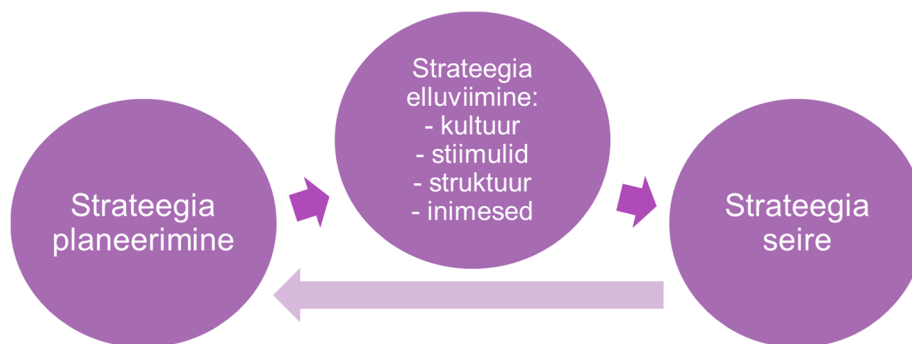 Strateegia
planeerimine
Strateegia
elluviimine:
- kultuur
- stiimulid
- struktuur
- inimesed
Strateegia
seire